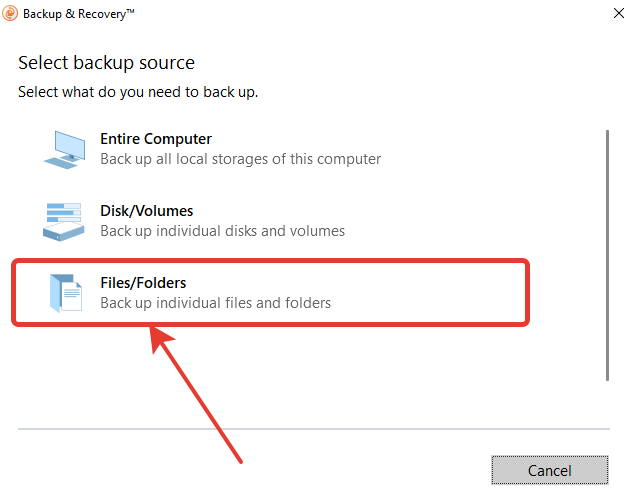 Backup & Recovery™
Select backup source
Select what do you need to back up.
Entire Computer
Back up all local storages of this computer
Disk/Volumes
Back up individual disks and volumes
Files/Folders
Back up individual files and folders
Cancel